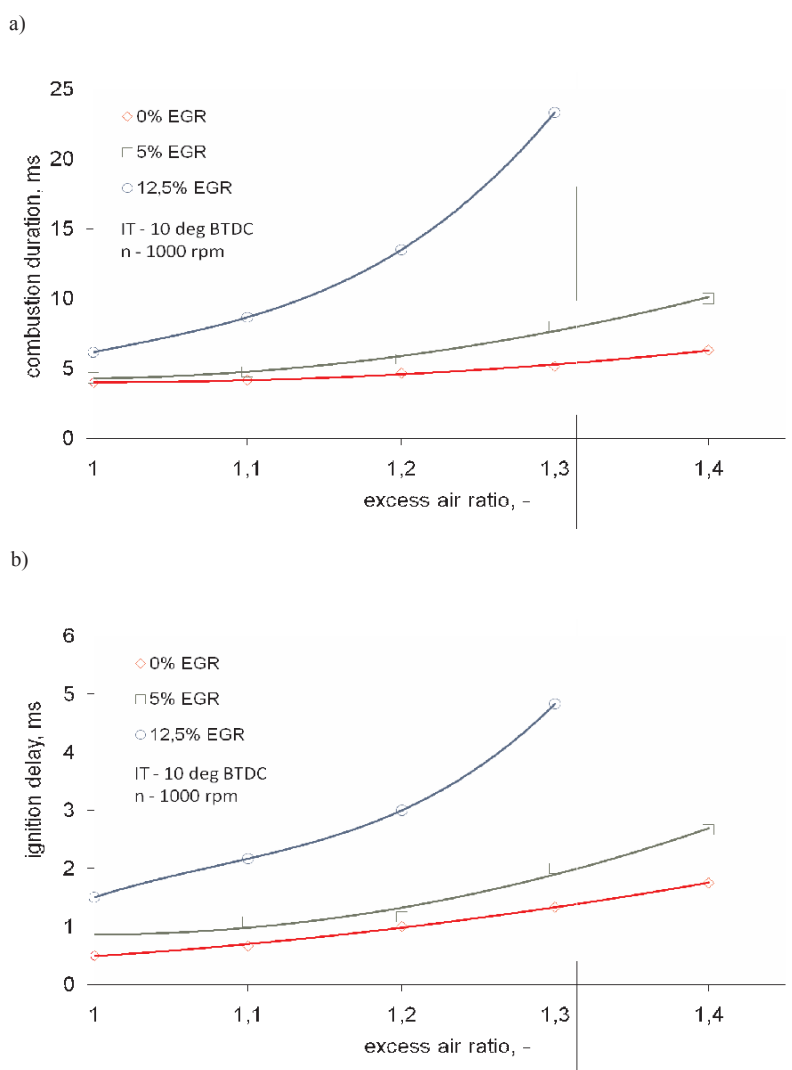 a)
25
20
15
10
5
0
combustion duration, ms
0% EGR
5% EGR
12,5% EGR
IT - 10 deg BTDC
n - 1000 rpm
1 1,1 1,2 1,3 1,4
excess air ratio, -
b)
6
5
4
3
2
1
0
ignition delay, ms
0% EGR
5% EGR
12,5% EGR
IT - 10 deg BTDC
n - 1000 rpm
1 1,1 1,2 1,3 1,4
excess air ratio, -